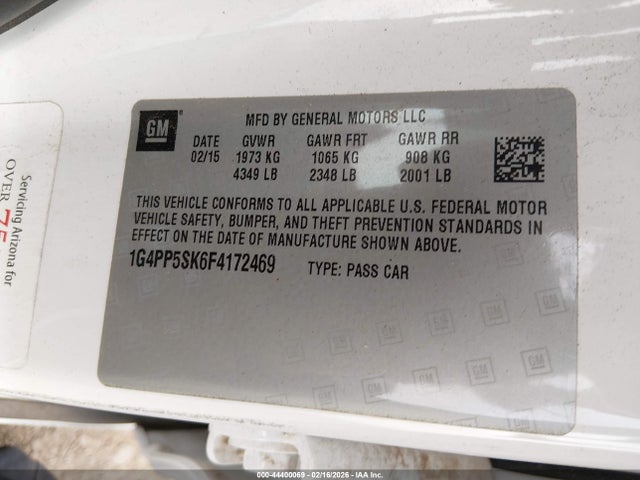 GM
MFD BY GENERAL MOTORS LLC
DATE GVWR GAWR FRT GAWR RR
02/15 1973 KG 1065 KG 908 KG
4349 LB 2348 LB 2001 LB
THIS VEHICLE CONFORMS TO ALL APPLICABLE U.S. FEDERAL MOTOR
VEHICLE SAFETY, BUMPER, AND THEFT PREVENTION STANDARDS IN
EFFECT ON THE DATE OF MANUFACTURE SHOWN ABOVE.
1G4PP5SK6F4172469 TYPE: PASS CAR
Servicing Arizona for
OVER 75
000-44400069 - 02/16/2026 - © IAA Inc.